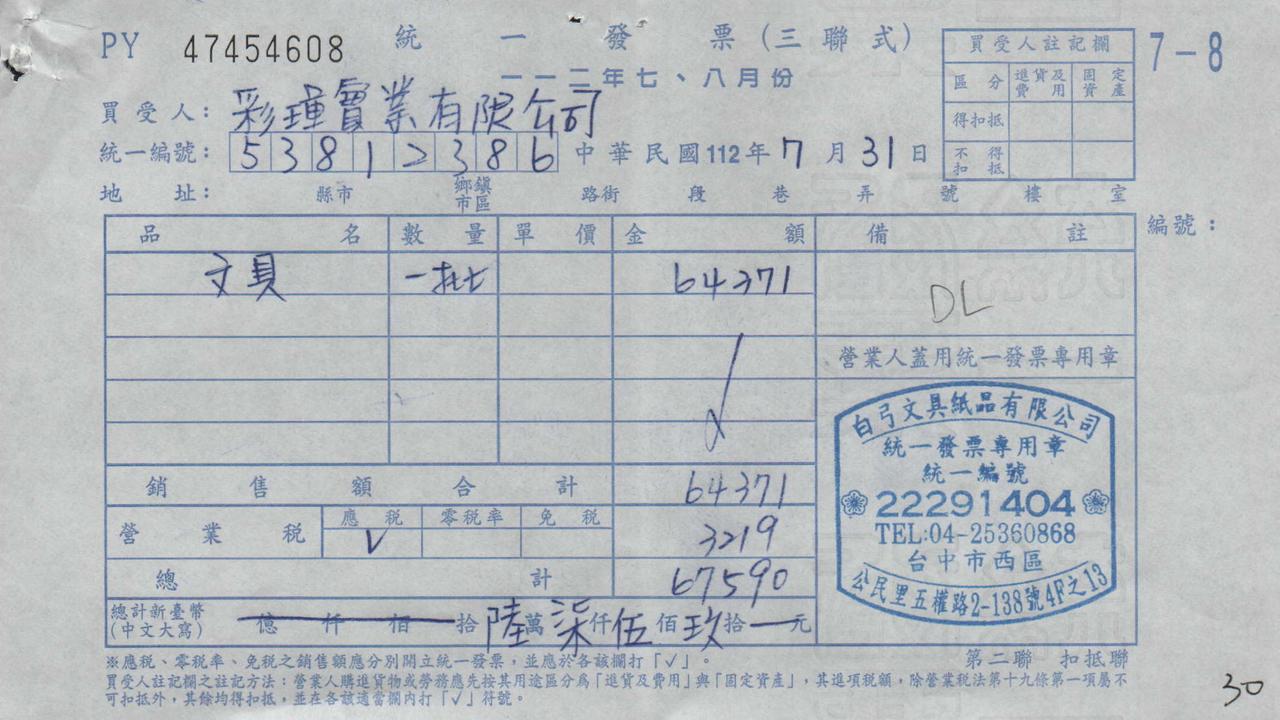 PY 47454608 統一發票(三聯式)
一一二年七、八月份
7-8
買受人註記欄
區分 進貨及費用 固定資產
得扣抵
不得扣抵
買受人:彩琿實業有限公司
統一編號:53812386 中華民國112年7月31日
地址: 縣市 鄉鎮市區 路街 段 巷 弄 號 樓 室
品名 數量 單價 金額 備註 編號:
文具 一批 64371
DL
營業人蓋用統一發票專用章
白弓文具紙品有限公司
統一發票專用章
統一編號
22291404
TEL:04-25360868
台中市西區
公民里五權路2-138號4F之13
銷售額合計 64371
營業稅 應稅 零稅率 免稅 3219
V
總計 67590
總計新臺幣(中文大寫) 億 仟 佰 拾 陸萬 柒仟 伍佰 玖拾 元
※應稅、零稅率、免稅之銷售額應分別開立統一發票,並應於各該欄打「✓」。
第二聯 扣抵聯
買受人註記欄之註記方法:營業人購進貨物或勞務應先按其用途區分為「進貨及費用」與「固定資產」,其進項稅額,除營業稅法第十九條第一項屬不
可扣抵外,其餘均得扣抵,並在各該適當欄內打「✓」符號。
30